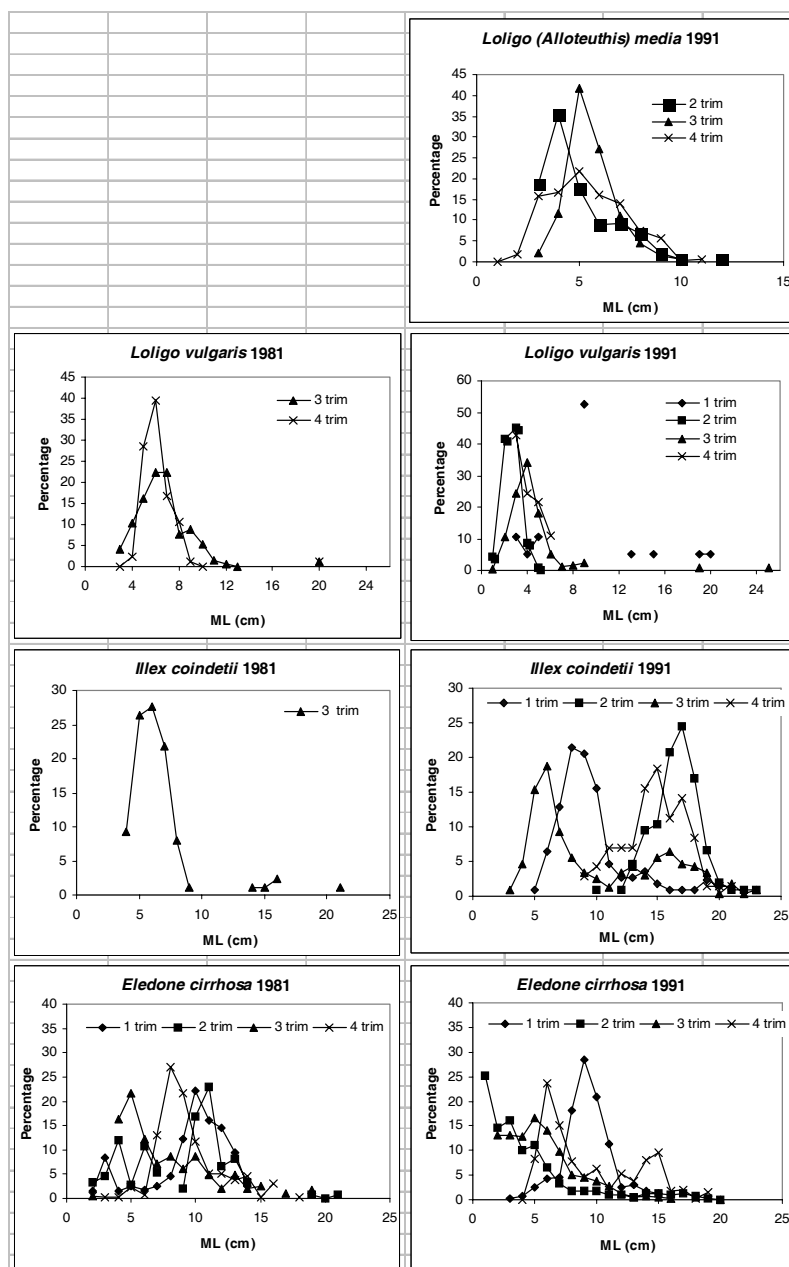 Loligo (Alloteuthis) media 1991
45
40
35
30
25
20
15
10
5
0
Percentage
2 trim
3 trim
4 trim
0 5 10 15
ML (cm)
Loligo vulgaris 1981
45
40
35
30
25
20
15
10
5
0
Percentage
3 trim
4 trim
0 4 8 12 16 20 24
ML (cm)
Loligo vulgaris 1991
60
50
40
30
20
10
0
Percentage
1 trim
2 trim
3 trim
4 trim
0 4 8 12 16 20 24
ML (cm)
Illex coindetii 1981
30
25
20
15
10
5
0
Percentage
3 trim
0 5 10 15 20 25
ML (cm)
Illex coindetii 1991
30
25
20
15
10
5
0
Percentage
1 trim 2 trim 3 trim 4 trim
0 5 10 15 20 25
ML (cm)
Eledone cirrhosa 1981
40
35
30
25
20
15
10
5
0
Percentage
1 trim 2 trim 3 trim 4 trim
0 5 10 15 20 25
ML (cm)
Eledone cirrhosa 1991
40
35
30
25
20
15
10
5
0
Percentage
1 trim 2 trim 3 trim 4 trim
0 5 10 15 20 25
ML (cm)